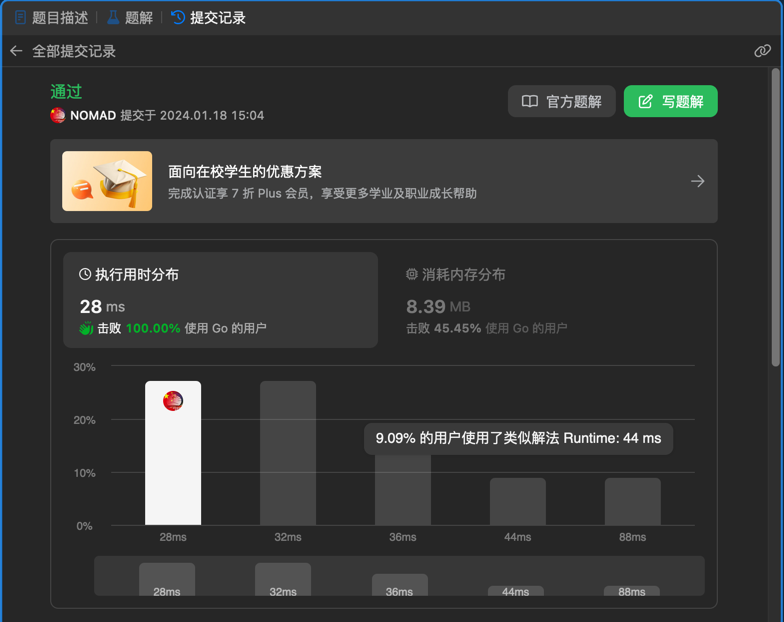 题目描述 题解 提交记录
全部提交记录
通过
NOMAD 提交于 2024.01.18 15:04
官方题解
写题解
面向在校学生的优惠方案
完成认证享 7 折 Plus 会员，享受更多学业及职业成长帮助
执行用时分布
28 ms
击败 100.00% 使用 Go 的用户
消耗内存分布
8.39 MB
击败 45.45% 使用 Go 的用户
30%
20%
10%
0%
9.09% 的用户使用了类似解法 Runtime: 44 ms
28ms 32ms 36ms 44ms 88ms
28ms 32ms 36ms 44ms 88ms